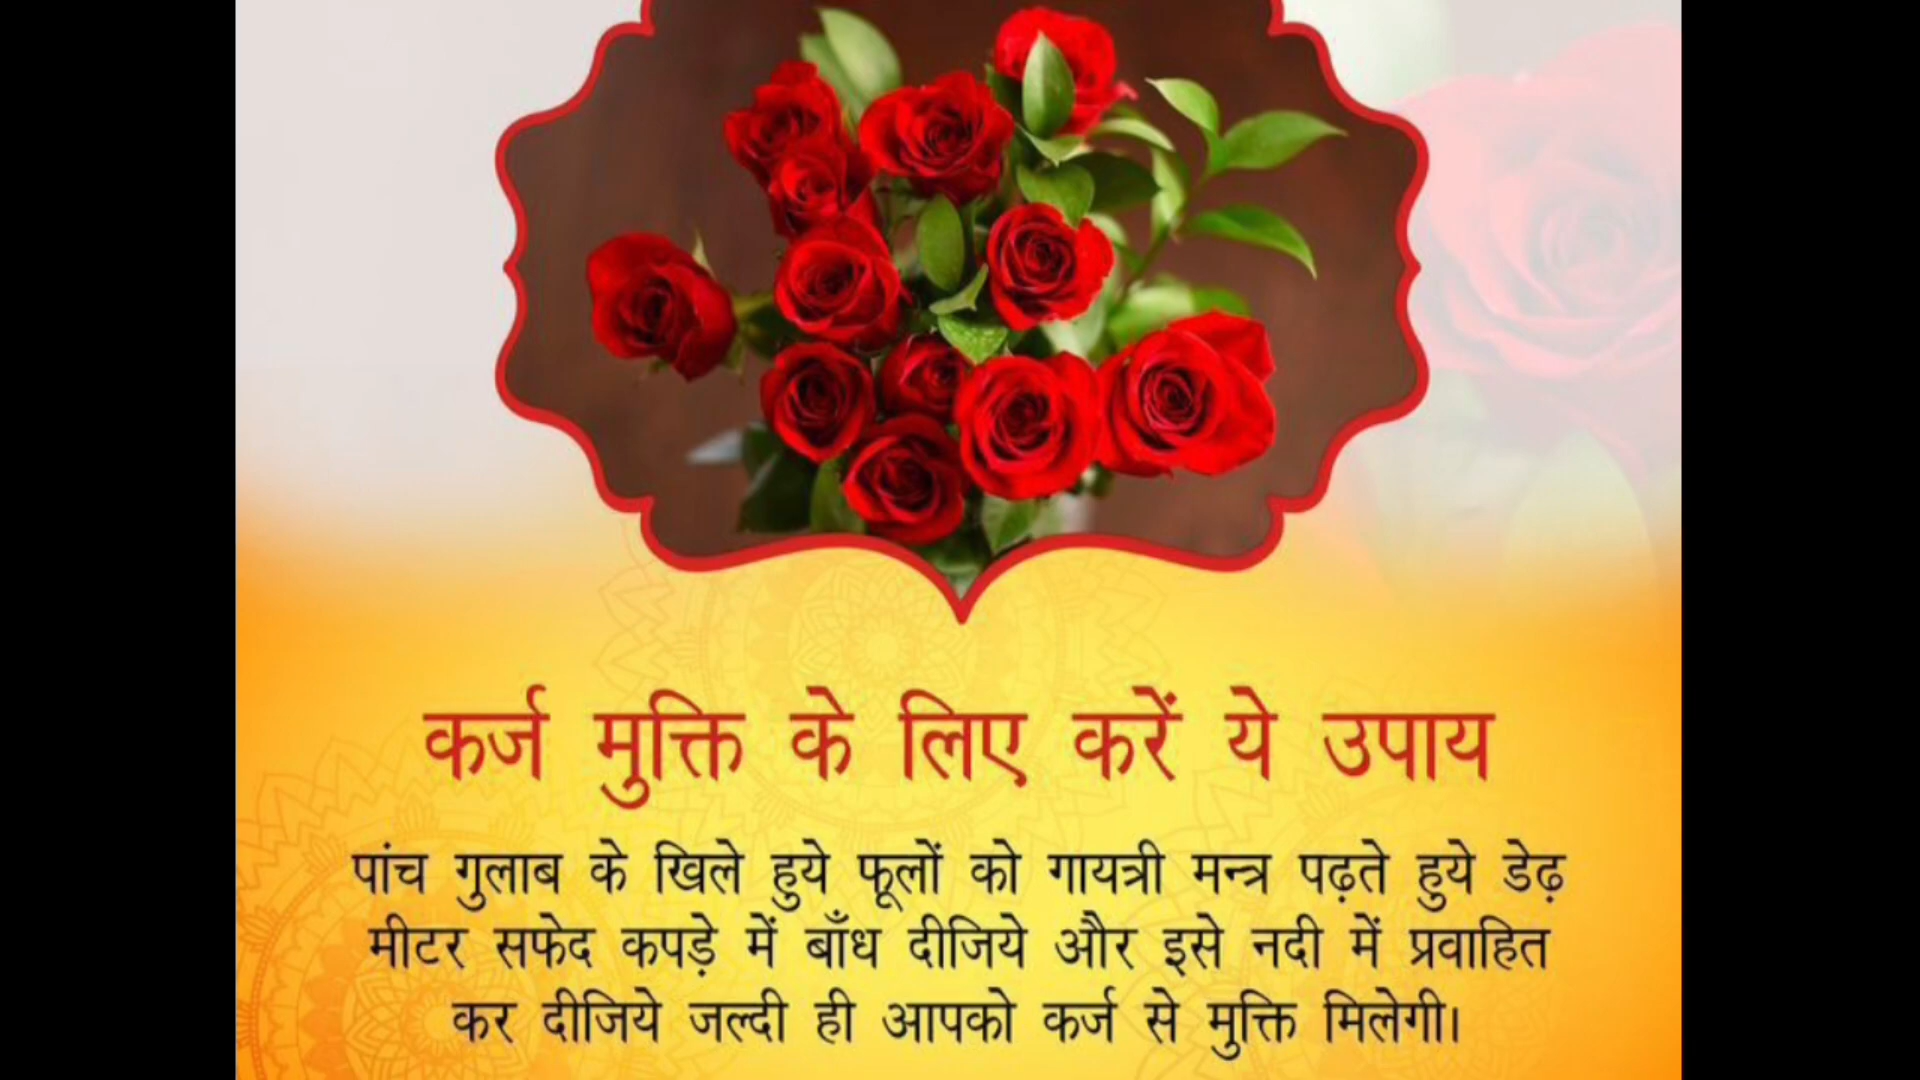 कर्ज मुक्ति के लिए करें ये उपाय
पांच गुलाब के खिले हुये फूलों को गायत्री मन्त्र पढ़ते हुये डेढ़
मीटर सफेद कपड़े में बाँध दीजिये और इसे नदी में प्रवाहित
कर दीजिये जल्दी ही आपको कर्ज से मुक्ति मिलेगी।